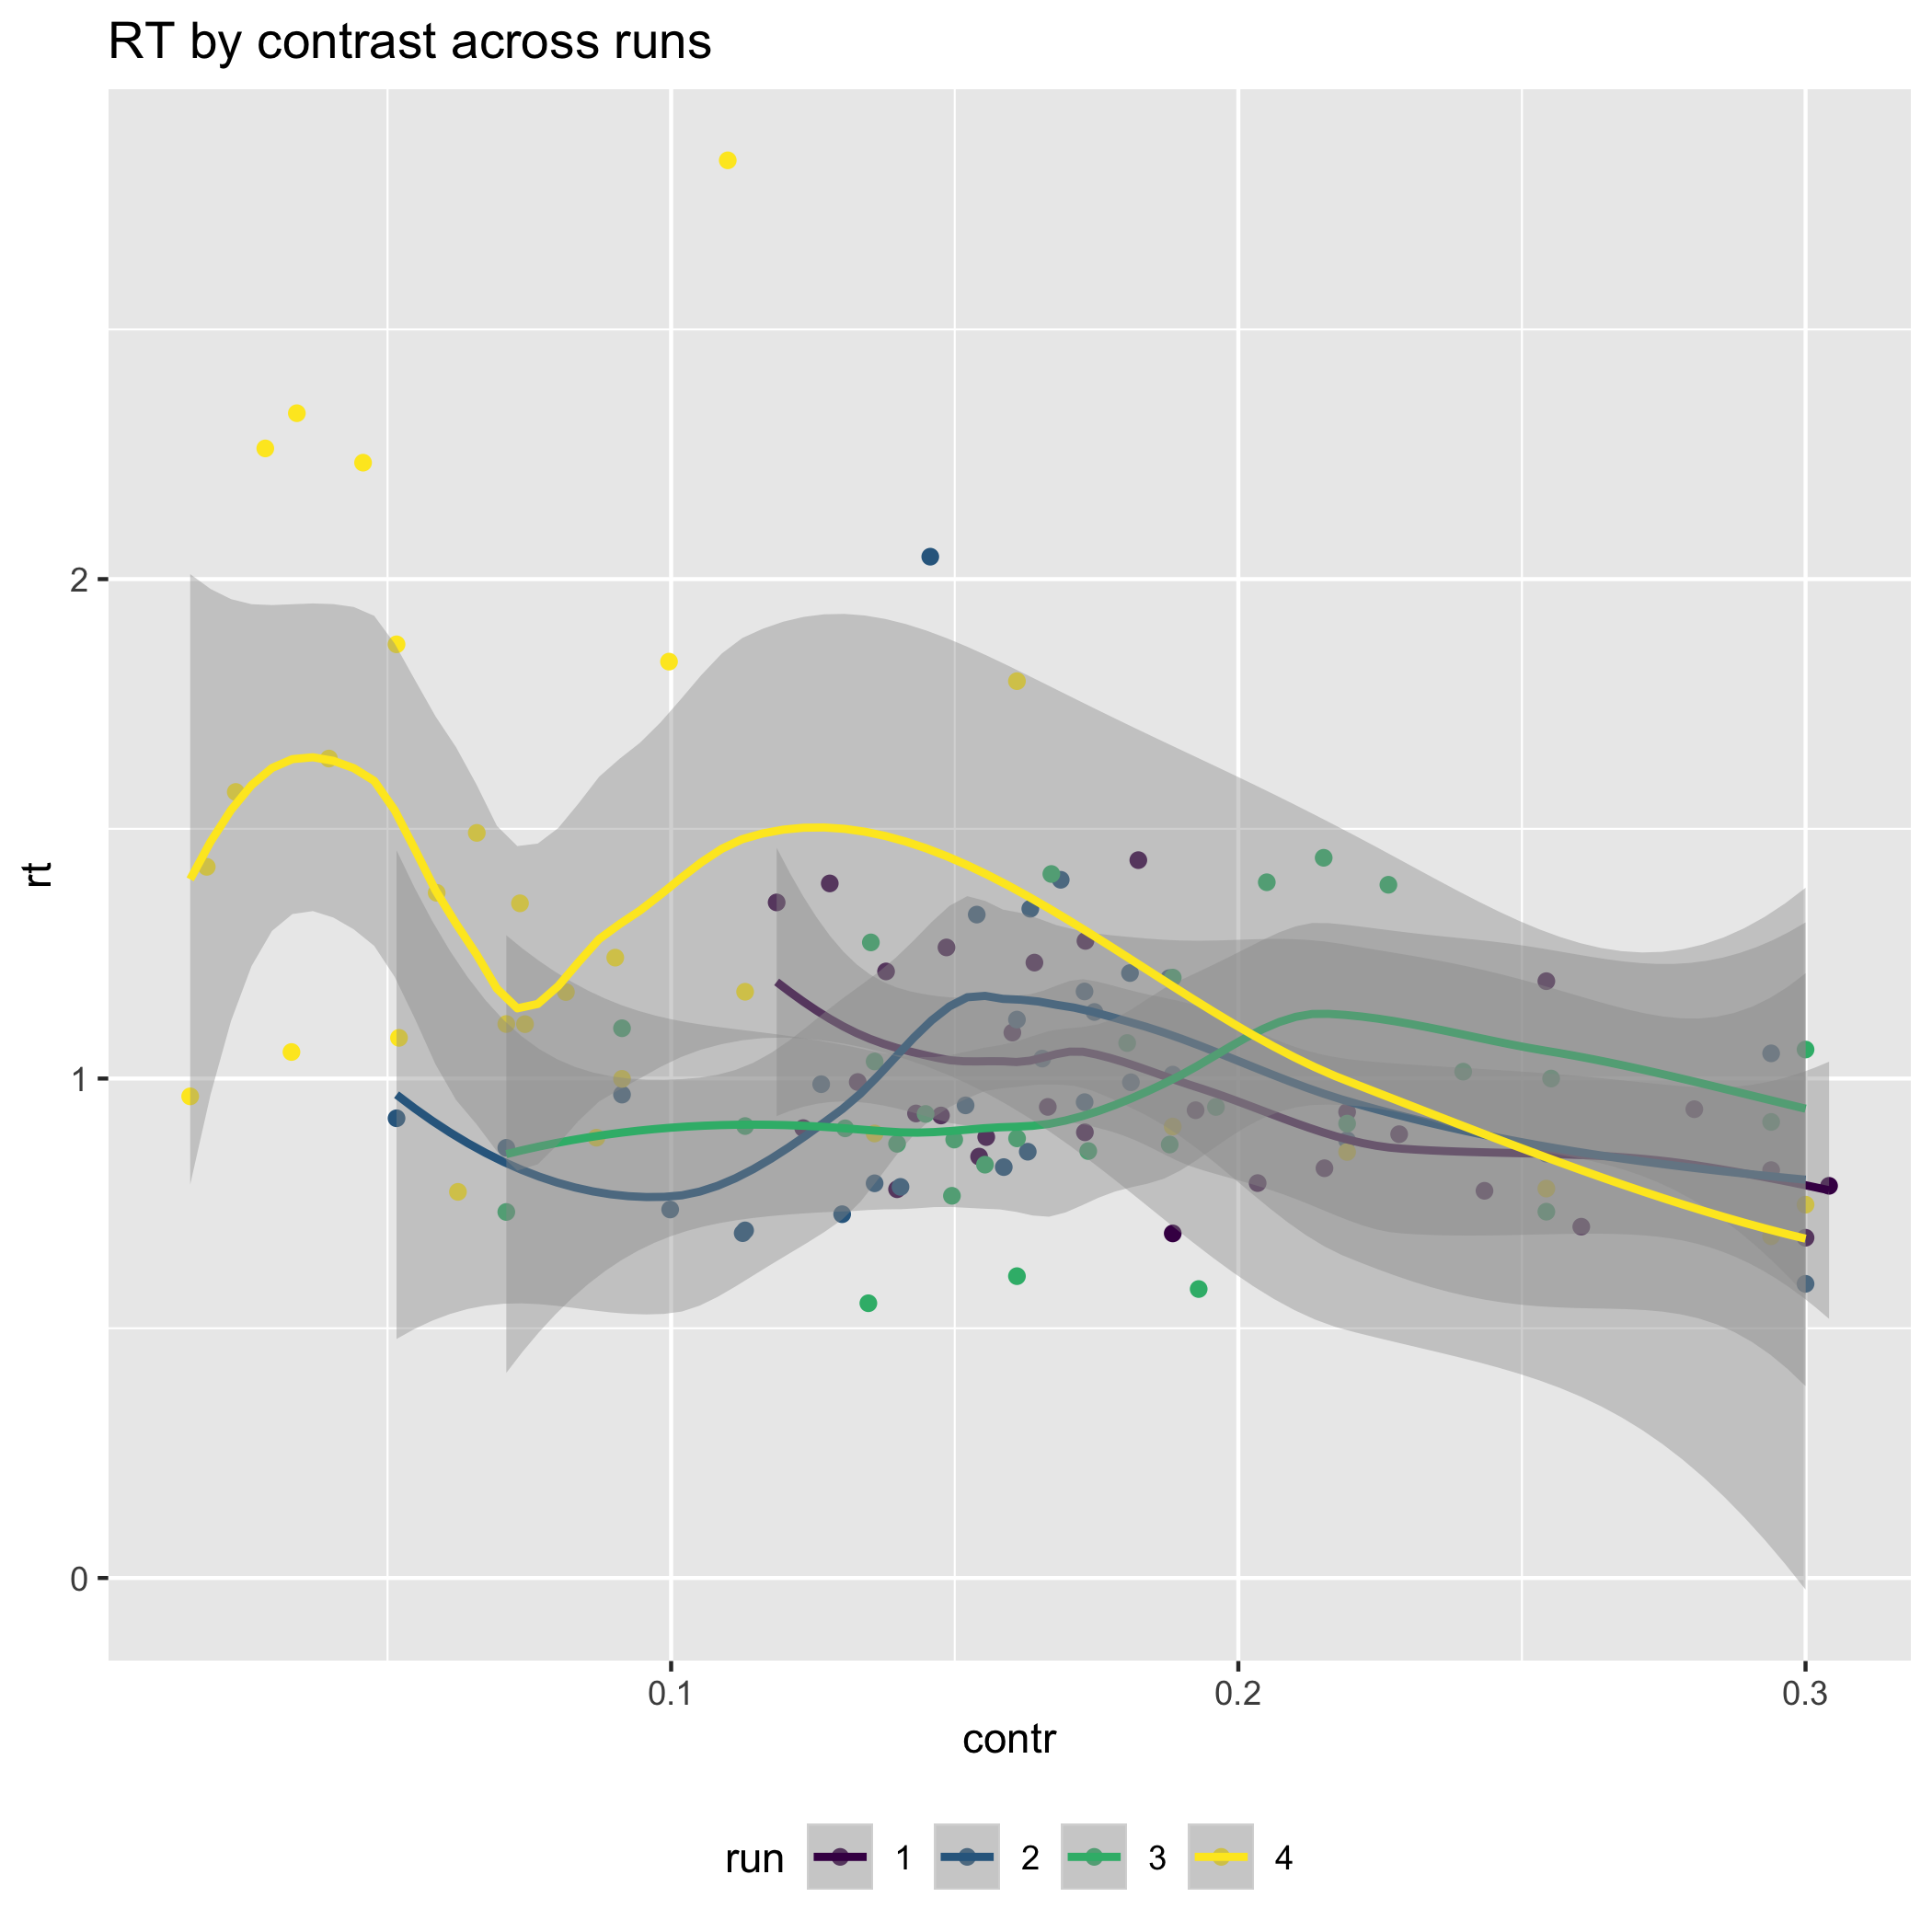 RT by contrast across runs
rt
2
1
0
0.1 0.2 0.3
contr
run 1 2 3 4